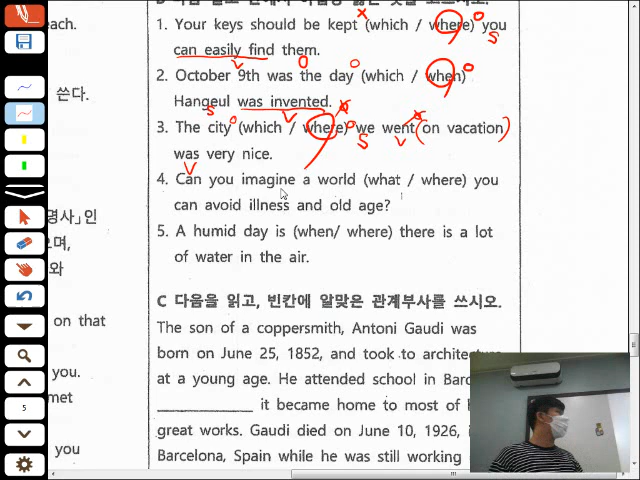 each.
쓴다.
명사」인
으며,
와
on that
you.
met
you
5
1. Your keys should be kept (which / where) you
can easily find them.
2. October 9th was the day (which / when)
Hangeul was invented.
3. The city (which / where) we went (on vacation)
was very nice.
4. Can you imagine a world (what / where) you
can avoid illness and old age?
5. A humid day is (when/ where) there is a lot
of water in the air.
C 다음을 읽고, 빈칸에 알맞은 관계부사를 쓰시오.
The son of a coppersmith, Antoni Gaudi was
born on June 25, 1852, and took to architecture
at a young age. He attended school in
it became home to most of
great works. Gaudi died on June 10, 1926,
Barcelona, Spain while he was still working